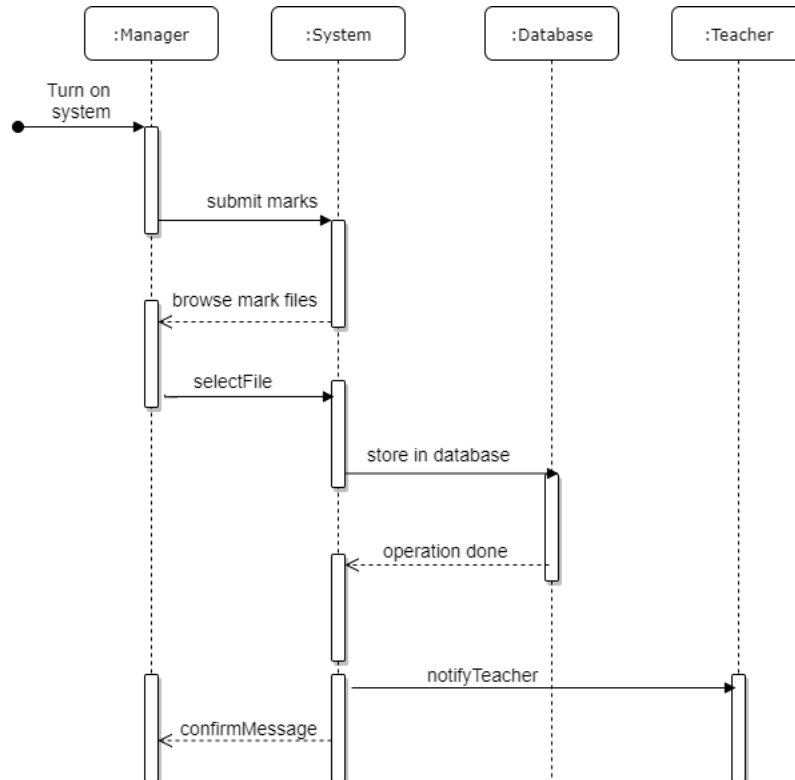 :Manager
:System
:Database
:Teacher
Turn on
system
submit marks
browse mark files
selectFile
store in database
operation done
notifyTeacher
confirmMessage